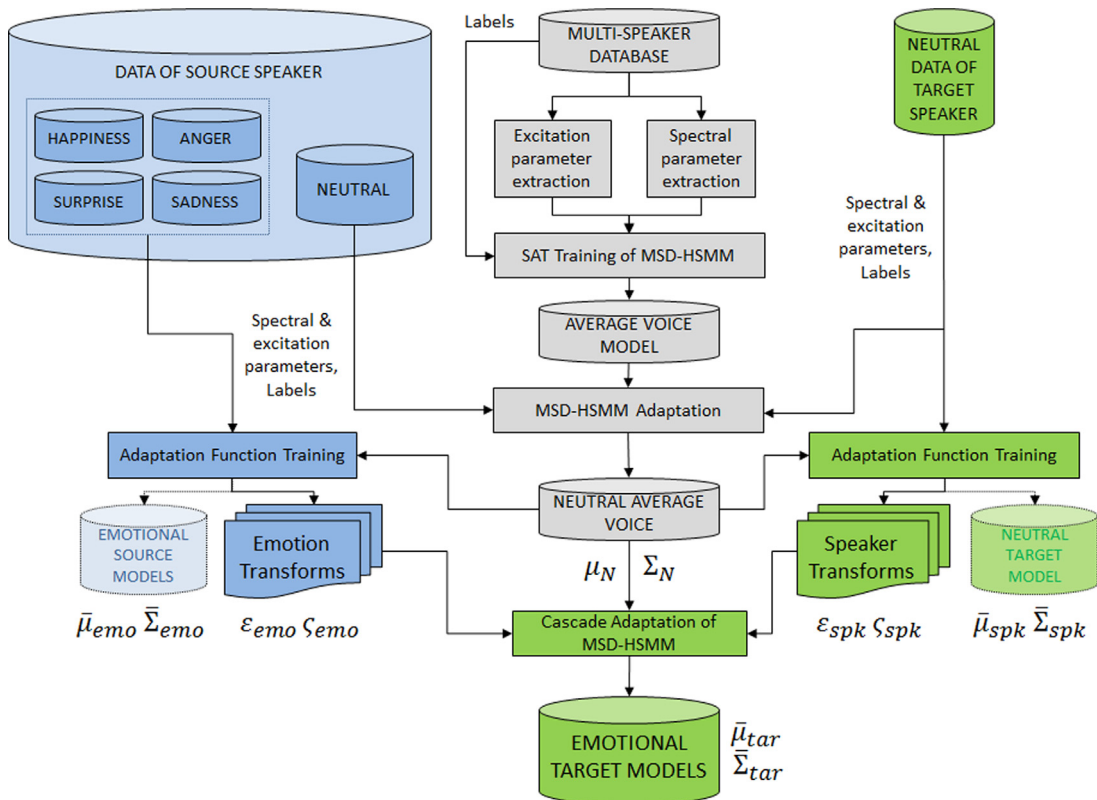 DATA OF SOURCE SPEAKER
HAPPINESS
ANGER
SURPRISE
SADNESS
NEUTRAL
Labels
MULTI-SPEAKER
DATABASE
NEUTRAL
DATA OF
TARGET
SPEAKER
Excitation
parameter
extraction
Spectral
parameter
extraction
Spectral &
excitation
parameters,
Labels
SAT Training of MSD-HSMM
AVERAGE VOICE
MODEL
Spectral &
excitation
parameters,
Labels
MSD-HSMM Adaptation
Adaptation Function Training
Adaptation Function Training
NEUTRAL AVERAGE
VOICE
EMOTIONAL
SOURCE
MODELS
Emotion
Transforms
Speaker
Transforms
NEUTRAL
TARGET
MODEL
μ_N Σ_N
μ̄_emo Σ̄_emo
ε_emo ς_emo
Cascade Adaptation of
MSD-HSMM
ε_spk ς_spk
μ̄_spk Σ̄_spk
EMOTIONAL
TARGET MODELS
μ̄_tar
Σ̄_tar